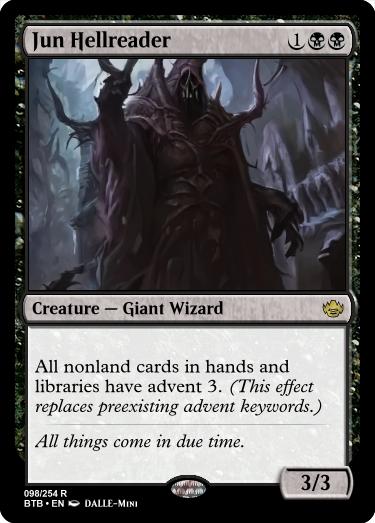 Jun Hellreader 1
Creature — Giant Wizard
All nonland cards in hands and
libraries have advent 3. (This effect
replaces preexisting advent keywords.)
All things come in due time.
3/3
098/254 R
BTB • EN DALLE-Mini